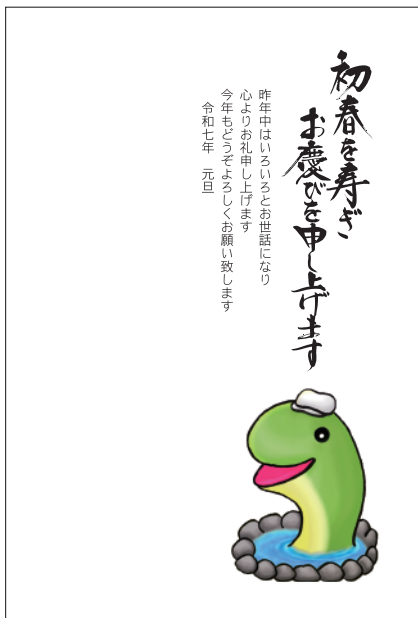 初春を寿ぎ
お慶びを申し上げます
昨年中はいろいろとお世話になり
心よりお礼申し上げます
今年もどうぞよろしくお願い致します
令和七年　元旦